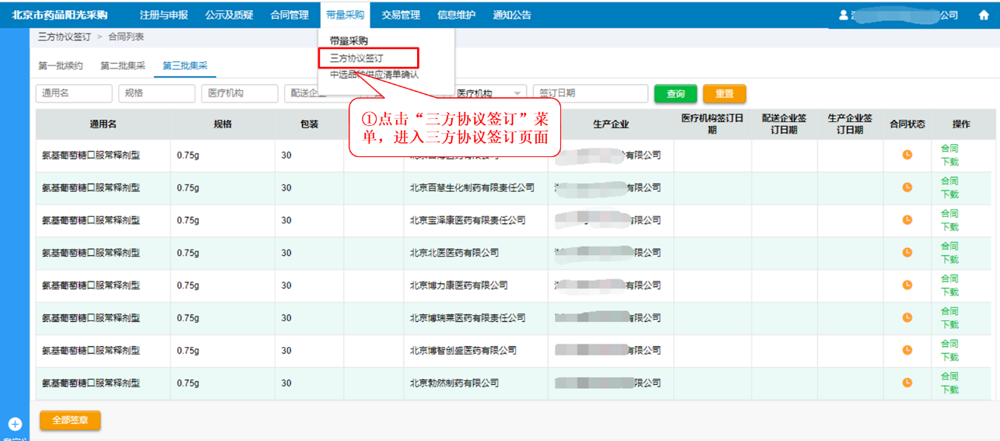 北京市药品阳光采购 注册与申报 公示及质疑 合同管理 带量采购 交易管理 信息维护 通知公告 公司
三方协议签订 > 合同列表
带量采购
三方协议签订
中选品种供应清单确认
第一批续约 第二批集采 第三批集采
通用名 规格 医疗机构 配送企业 医疗机构 签订日期 查询 重置
①点击“三方协议签订”菜
单，进入三方协议签订页面
通用名 规格 包装 生产企业 医疗机构签订日期 配送企业签订日期 生产企业签订日期 合同状态 操作
氨基葡萄糖口服常释剂型 0.75g 30 有限公司 合同
下载
氨基葡萄糖口服常释剂型 0.75g 30 北京百慧生化制药有限责任公司 有限公司 合同
下载
氨基葡萄糖口服常释剂型 0.75g 30 北京宝泽康医药有限责任公司 有限公司 合同
下载
氨基葡萄糖口服常释剂型 0.75g 30 北京北医医药有限公司 限公司 合同
下载
氨基葡萄糖口服常释剂型 0.75g 30 北京博力康医药有限公司 有限公司 合同
下载
氨基葡萄糖口服常释剂型 0.75g 30 北京博瑞莱医药有限责任公司 有限公司 合同
下载
氨基葡萄糖口服常释剂型 0.75g 30 北京博智创盛医药有限公司 有限公司 合同
下载
氨基葡萄糖口服常释剂型 0.75g 30 北京勃然制药有限公司 限公司 合同
下载
全部签章